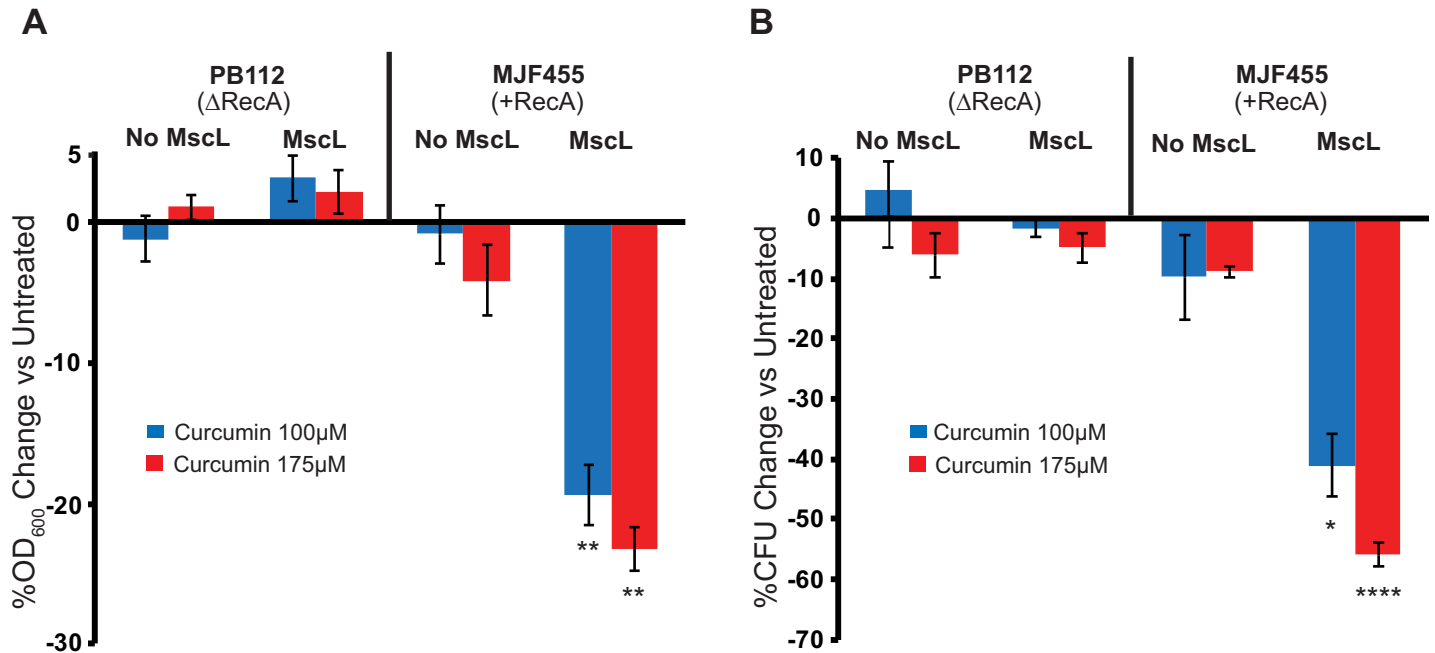 A
PB112
(ΔRecA)
MJF455
(+RecA)
No MscL MscL No MscL MscL
%OD600 Change vs Untreated
5
0
-10
-20
-30
Curcumin 100µM
Curcumin 175µM
**
**
B
PB112
(ΔRecA)
MJF455
(+RecA)
No MscL MscL No MscL MscL
%CFU Change vs Untreated
10
0
-10
-20
-30
-40
-50
-60
-70
Curcumin 100µM
Curcumin 175µM
*
****